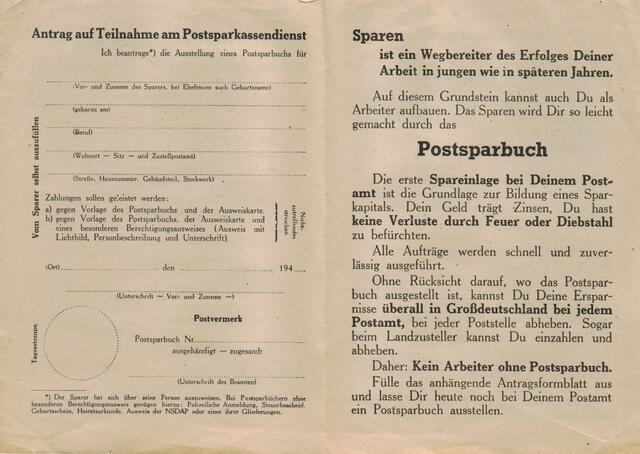 Antrag auf Teilnahme am Postsparkassendienst
Ich beantrage*) die Ausstellung eines Postsparbuchs für
(Vor- und Zuname des Sparers, bei Ehefrauen auch Geburtsname)
(geboren am)
(Beruf)
(Wohnort – Sitz – und Zustellpostamt)
(Straße, Hausnummer, Gebäudeteil, Stockwerk)
Vom Sparer selbst auszufüllen
Zahlungen sollen geleistet werden:
a) gegen Vorlage des Postsparbuchs und der Ausweiskarte.
b) gegen Vorlage des Postsparbuchs, der Ausweiskarte und
eines besonderen Berechtigungsausweises (Ausweis mit
Lichtbild, Personbeschreibung und Unterschrift).
Nicht-
zutreffendes
streichen
(Ort) den 194
(Unterschrift – Vor- und Zuname –)
Tagesstempel
Postvermerk
Postsparbuch Nr.
ausgehändigt – zugesandt
(Unterschrift des Beamten)
*) Der Sparer hat sich über seine Person auszuweisen. Bei Postsparbüchern ohne
besonderen Berechtigungsausweis genügen hierzu: Polizeiliche Anmeldung, Steuerbescheid,
Geburtsschein, Heiratsurkunde, Ausweis der NSDAP oder einer ihrer Gliederungen.
Sparen
ist ein Wegbereiter des Erfolges Deiner
Arbeit in jungen wie in späteren Jahren.
Auf diesem Grundstein kannst auch Du als
Arbeiter aufbauen. Das Sparen wird Dir so leicht
gemacht durch das
Postsparbuch
Die erste Spareinlage bei Deinem Post-
amt ist die Grundlage zur Bildung eines Spar-
kapitals. Dein Geld trägt Zinsen, Du hast
keine Verluste durch Feuer oder Diebstahl
zu befürchten.
Alle Aufträge werden schnell und zuver-
lässig ausgeführt.
Ohne Rücksicht darauf, wo das Postspar-
buch ausgestellt ist, kannst Du Deine Erspar-
nisse überall in Großdeutschland bei jedem
Postamt, bei jeder Poststelle abheben. Sogar
beim Landzusteller kannst Du einzahlen und
abheben.
Daher: Kein Arbeiter ohne Postsparbuch.
Fülle das anhängende Antragsformblatt aus
und lasse Dir heute noch bei Deinem Postamt
ein Postsparbuch ausstellen.